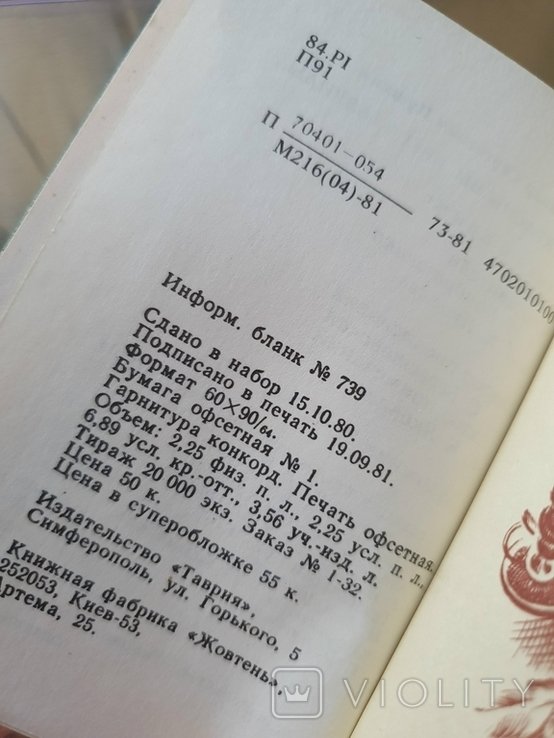 84.Р1
П91
П 70401—054
М216(04)-81 73-81 4702010100
Информ. бланк № 739
Сдано в набор 15.10.80.
Подписано в печать 19.09.81.
Формат 60×90/64.
Бумага офсетная № 1.
Гарнитура конкорд. Печать офсетная.
Объем: 2,25 физ. п. л., 2,25 усл. п. л.,
6,89 усл. кр.-отт., 3,56 уч.-изд. л.
Тираж 20 000 экз. Заказ № 1-32.
Цена 50 к.
Цена в суперобложке 55 к.
Издательство «Таврия»,
Симферополь, ул. Горького, 5
Книжная фабрика «Жовтень»,
252053, Киев-53,
Артема, 25.
VIOLITY